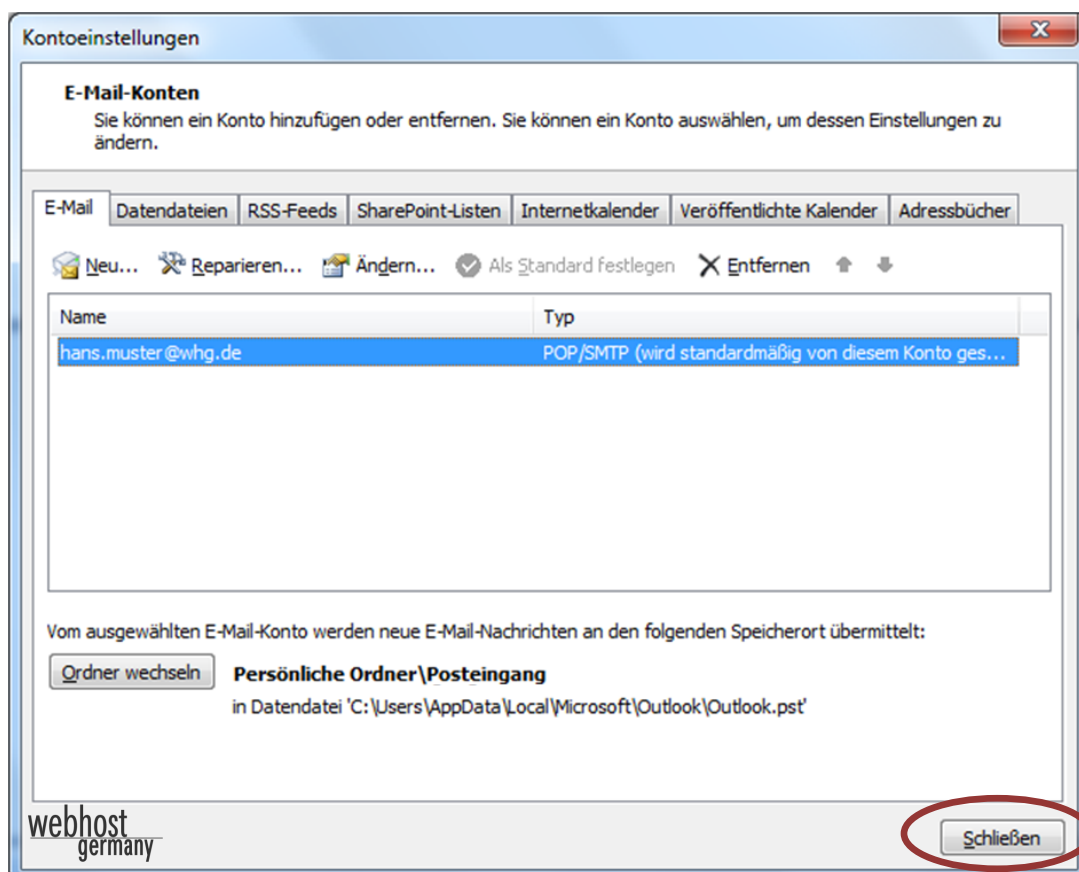 Kontoeinstellungen
E-Mail-Konten
Sie können ein Konto hinzufügen oder entfernen. Sie können ein Konto auswählen, um dessen Einstellungen zu
ändern.
E-Mail Datendateien RSS-Feeds SharePoint-Listen Internetkalender Veröffentlichte Kalender Adressbücher
Neu... Reparieren... Ändern... Als Standard festlegen Entfernen
Name Typ
hans.muster@whg.de POP/SMTP (wird standardmäßig von diesem Konto ges...
Vom ausgewählten E-Mail-Konto werden neue E-Mail-Nachrichten an den folgenden Speicherort übermittelt:
Ordner wechseln Persönliche Ordner\Posteingang
in Datendatei 'C:\Users\AppData\Local\Microsoft\Outlook\Outlook.pst'
webhost
germany
Schließen